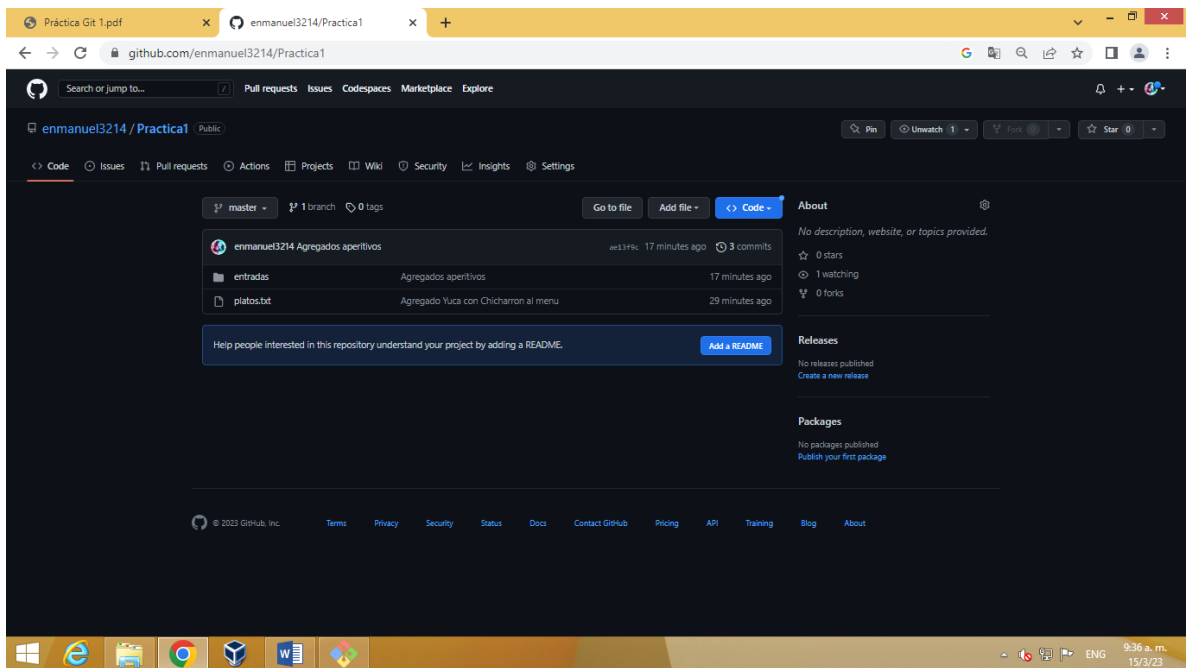 Práctica Git 1.pdf
enmanuel3214/Practica1
github.com/enmanuel3214/Practica1
Search or jump to... /
Pull requests Issues Codespaces Marketplace Explore
enmanuel3214 / Practica1 Public
Pin Unwatch 1 Fork 0 Star 0
<> Code Issues Pull requests Actions Projects Wiki Security Insights Settings
master 1 branch 0 tags Go to file Add file <> Code
enmanuel3214 Agregados aperitivos ae13f9c 17 minutes ago 3 commits
entradas Agregados aperitivos 17 minutes ago
platos.txt Agregado Yuca con Chicharron al menu 29 minutes ago
Help people interested in this repository understand your project by adding a README. Add a README
About
No description, website, or topics provided.
0 stars
1 watching
0 forks
Releases
No releases published
Create a new release
Packages
No packages published
Publish your first package
© 2023 GitHub, Inc. Terms Privacy Security Status Docs Contact GitHub Pricing API Training Blog About
ENG 9:36 a. m.
15/3/23